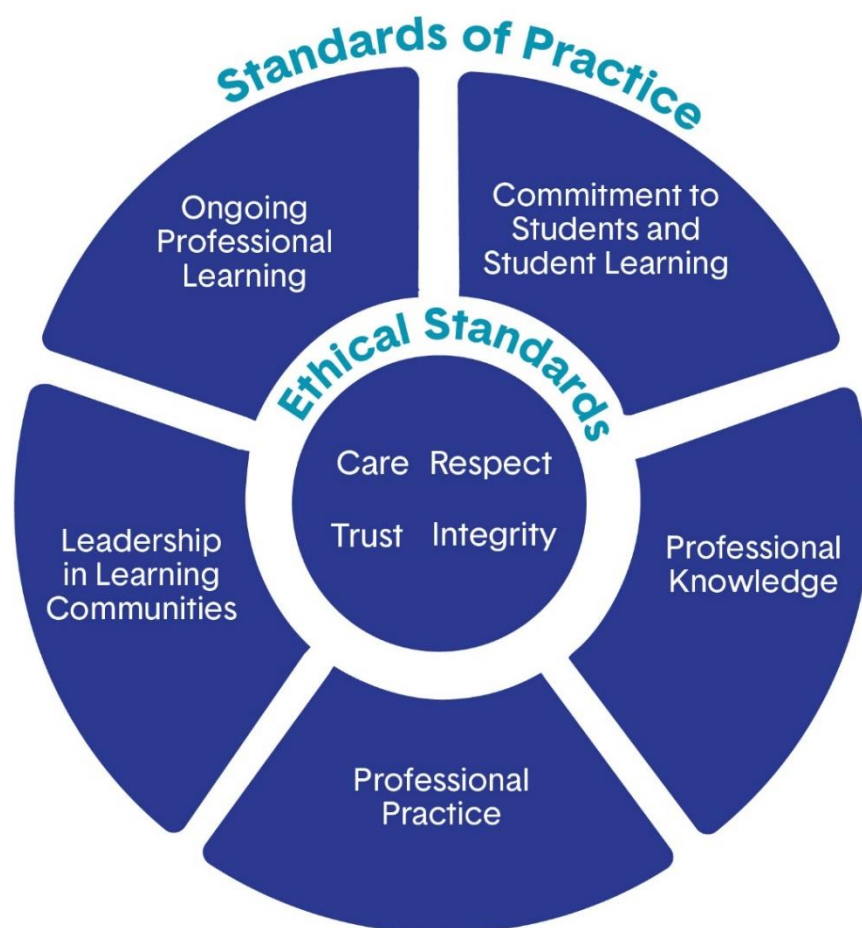 Standards of Practice
Ongoing
Professional
Learning
Commitment to
Students and
Student Learning
Ethical Standards
Care Respect
Trust Integrity
Leadership
in Learning
Communities
Professional
Knowledge
Professional
Practice